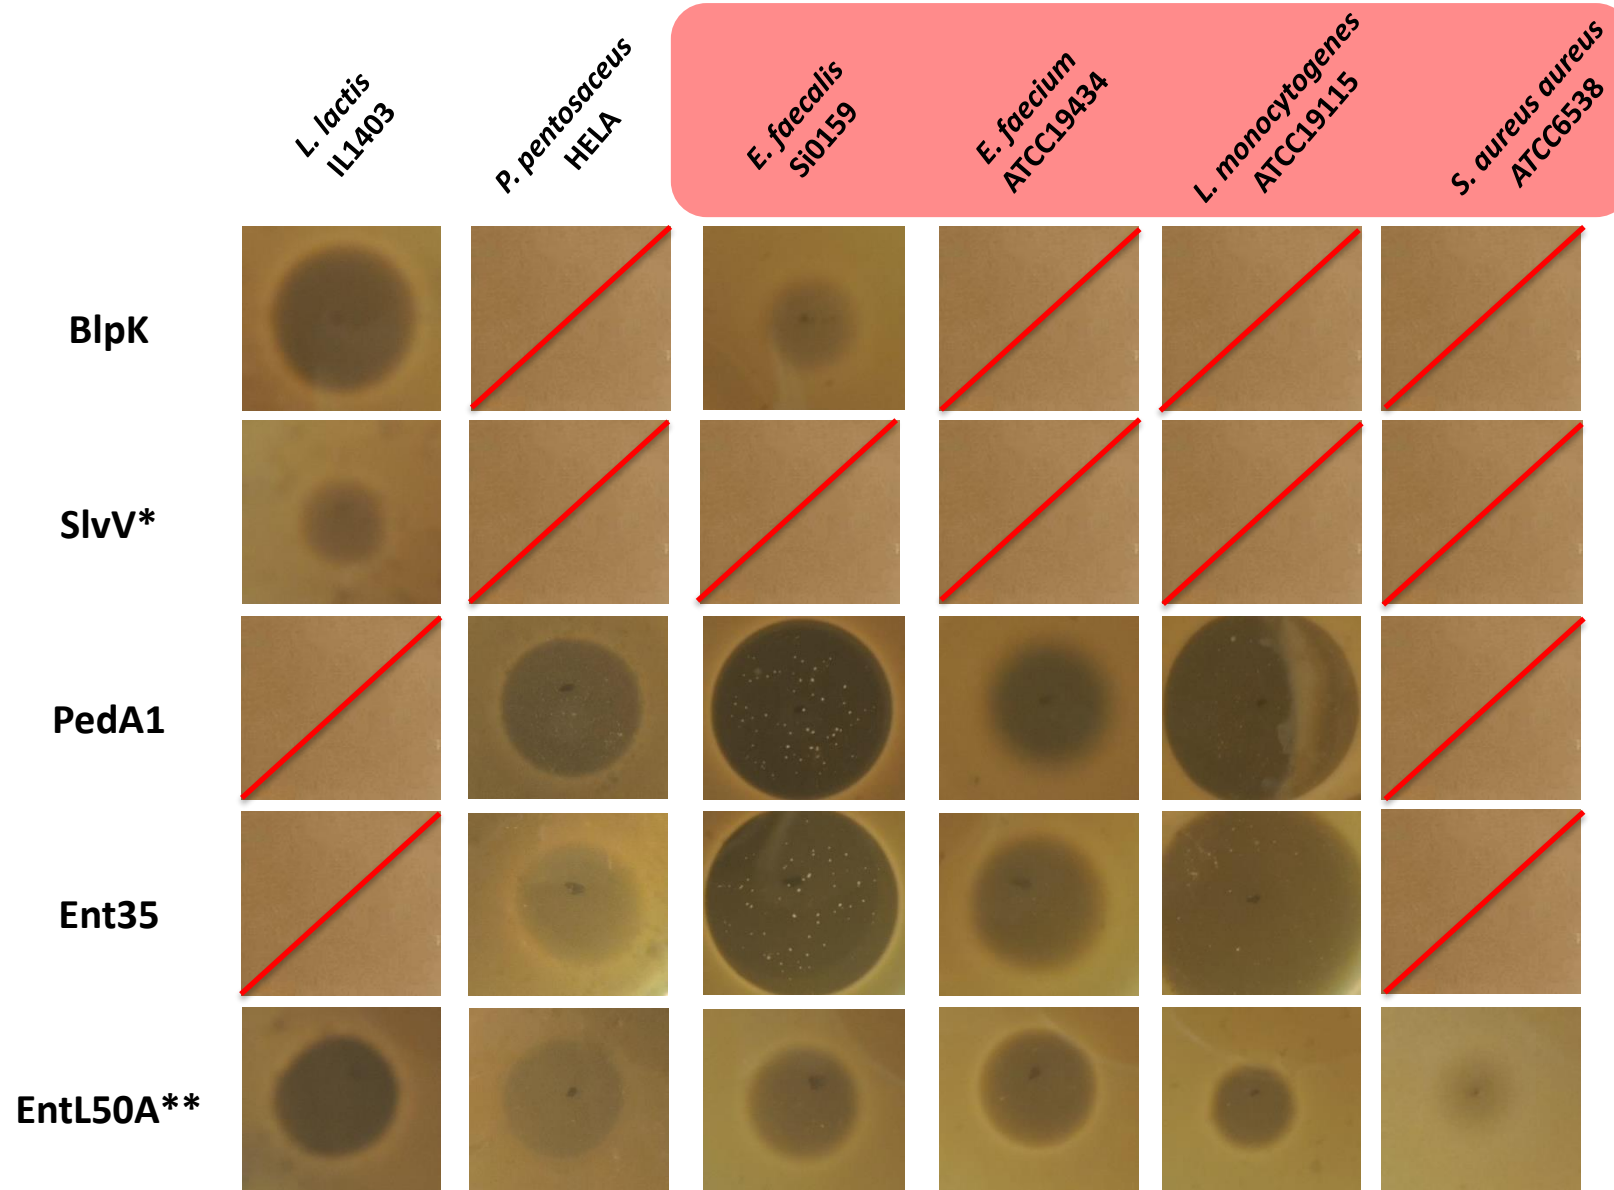 L. lactis
IL1403
P. pentosaceus
HELA
E. faecalis
Si0159
E. faecium
ATCC19434
L. monocytogenes
ATCC19115
S. aureus aureus
ATCC6538
BlpK
SlvV*
PedA1
Ent35
EntL50A**